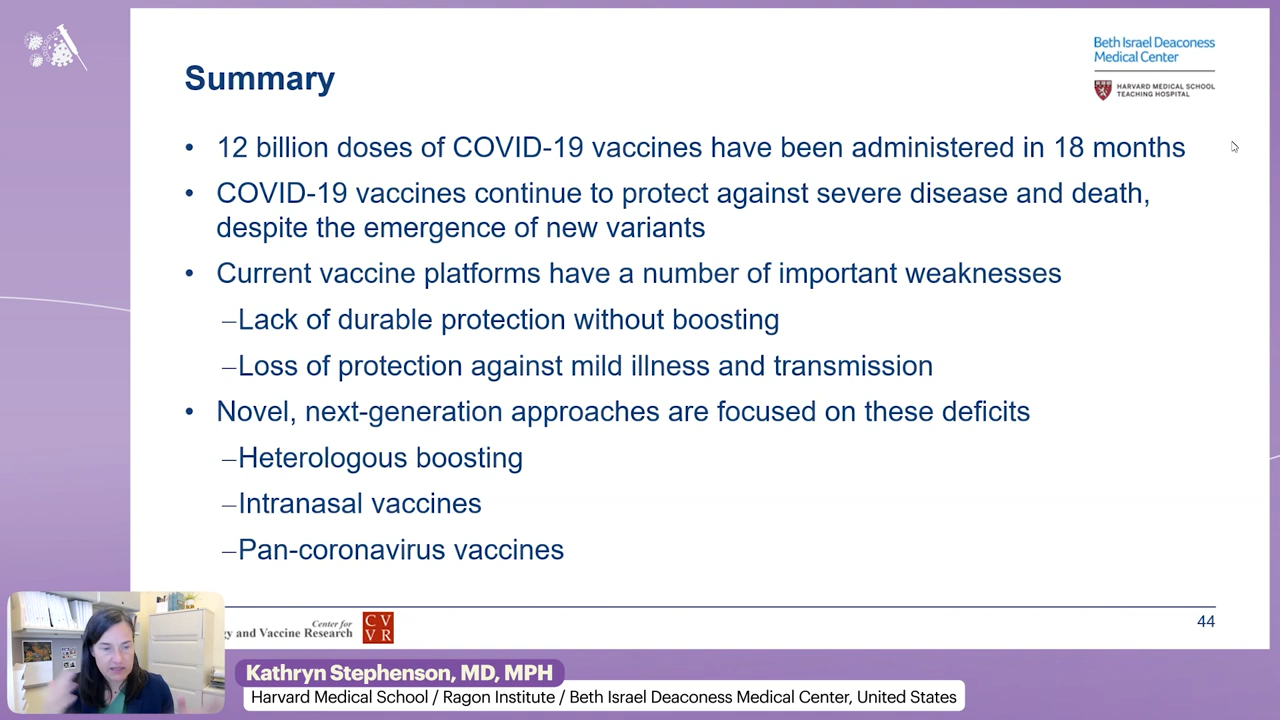 Beth Israel Deaconess
Medical Center
HARVARD MEDICAL SCHOOL
TEACHING HOSPITAL
Summary
• 12 billion doses of COVID-19 vaccines have been administered in 18 months
• COVID-19 vaccines continue to protect against severe disease and death,
despite the emergence of new variants
• Current vaccine platforms have a number of important weaknesses
–Lack of durable protection without boosting
–Loss of protection against mild illness and transmission
• Novel, next-generation approaches are focused on these deficits
–Heterologous boosting
–Intranasal vaccines
–Pan-coronavirus vaccines
Center for
gy and Vaccine Research
CV
VR
44
Kathryn Stephenson, MD, MPH
Harvard Medical School / Ragon Institute / Beth Israel Deaconess Medical Center, United States